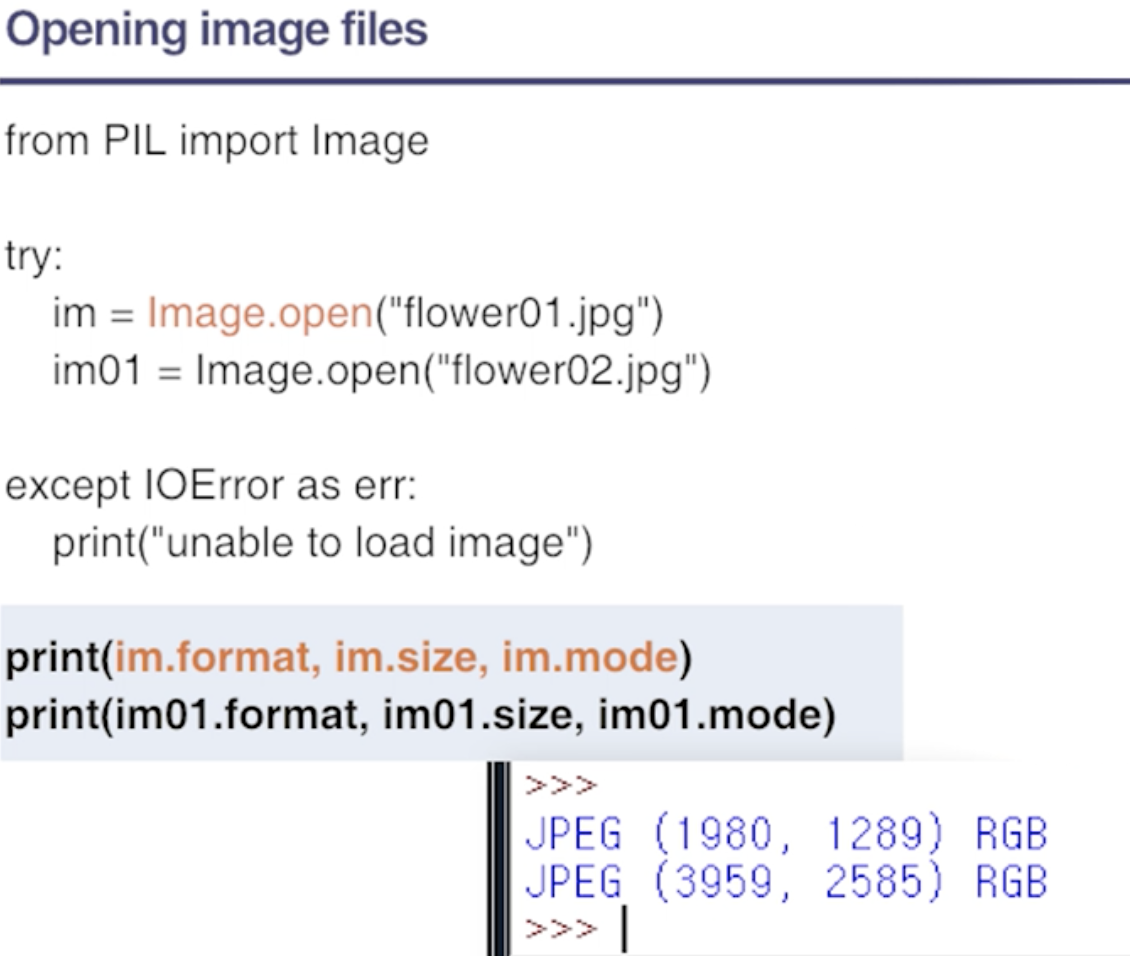 Opening image files
from PIL import Image
try:
im = Image.open("flower01.jpg")
im01 = Image.open("flower02.jpg")
except IOError as err:
print("unable to load image")
print(im.format, im.size, im.mode)
print(im01.format, im01.size, im01.mode)
>>>
JPEG (1980, 1289) RGB
JPEG (3959, 2585) RGB
>>>